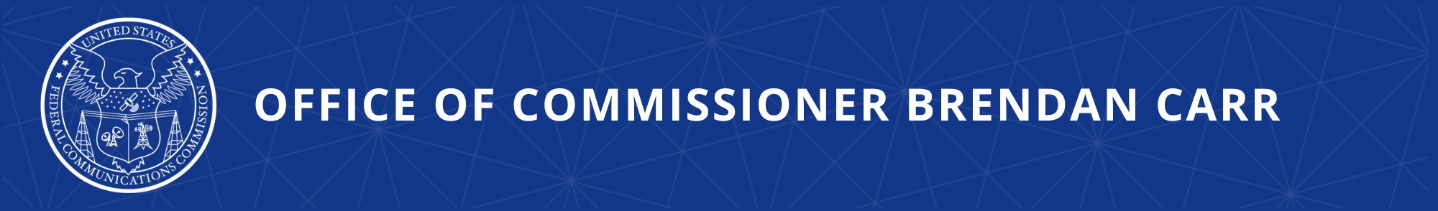 UNITED STATES
FEDERAL COMMUNICATIONS COMMISSION
OFFICE OF COMMISSIONER BRENDAN CARR